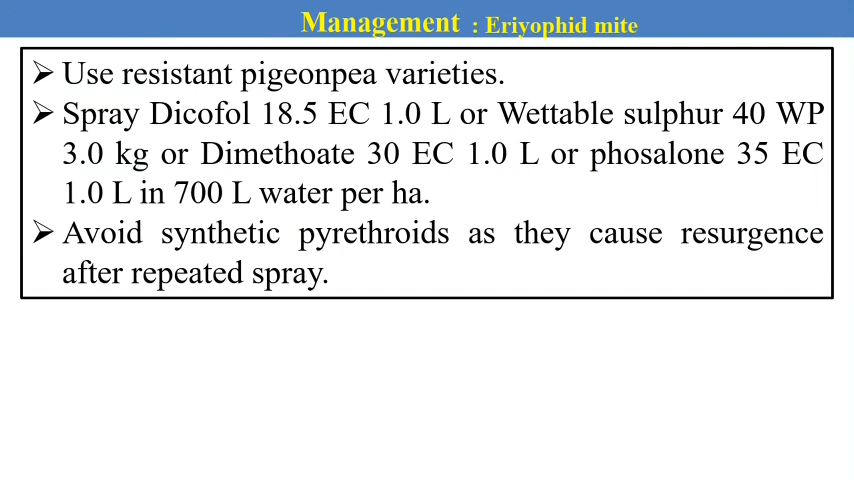 Management : Eriyophid mite
➢ Use resistant pigeonpea varieties.
➢ Spray Dicofol 18.5 EC 1.0 L or Wettable sulphur 40 WP
3.0 kg or Dimethoate 30 EC 1.0 L or phosalone 35 EC
1.0 L in 700 L water per ha.
➢ Avoid synthetic pyrethroids as they cause resurgence
after repeated spray.